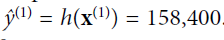 ŷ⁽¹⁾ = h(x⁽¹⁾) = 158,400.